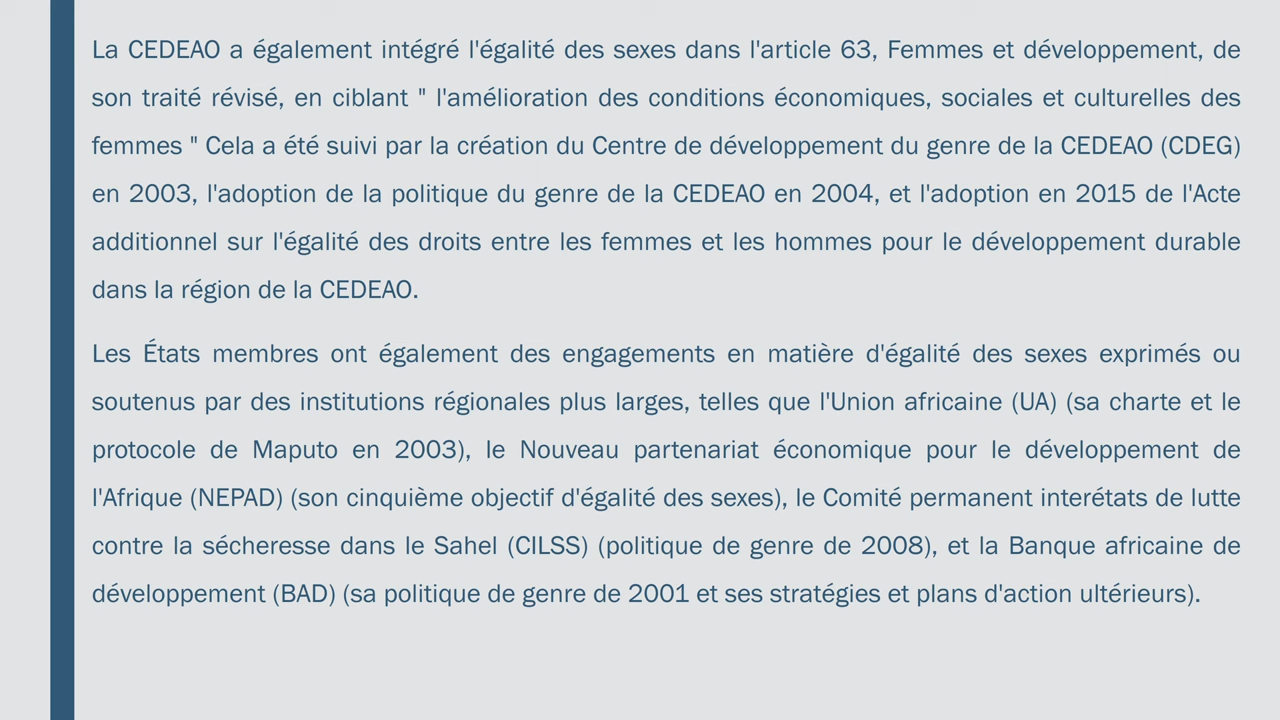 La CEDEAO a également intégré l'égalité des sexes dans l'article 63, Femmes et développement, de
son traité révisé, en ciblant " l'amélioration des conditions économiques, sociales et culturelles des
femmes " Cela a été suivi par la création du Centre de développement du genre de la CEDEAO (CDEG)
en 2003, l'adoption de la politique du genre de la CEDEAO en 2004, et l'adoption en 2015 de l'Acte
additionnel sur l'égalité des droits entre les femmes et les hommes pour le développement durable
dans la région de la CEDEAO.
Les États membres ont également des engagements en matière d'égalité des sexes exprimés ou
soutenus par des institutions régionales plus larges, telles que l'Union africaine (UA) (sa charte et le
protocole de Maputo en 2003), le Nouveau partenariat économique pour le développement de
l'Afrique (NEPAD) (son cinquième objectif d'égalité des sexes), le Comité permanent interétats de lutte
contre la sécheresse dans le Sahel (CILSS) (politique de genre de 2008), et la Banque africaine de
développement (BAD) (sa politique de genre de 2001 et ses stratégies et plans d'action ultérieurs).